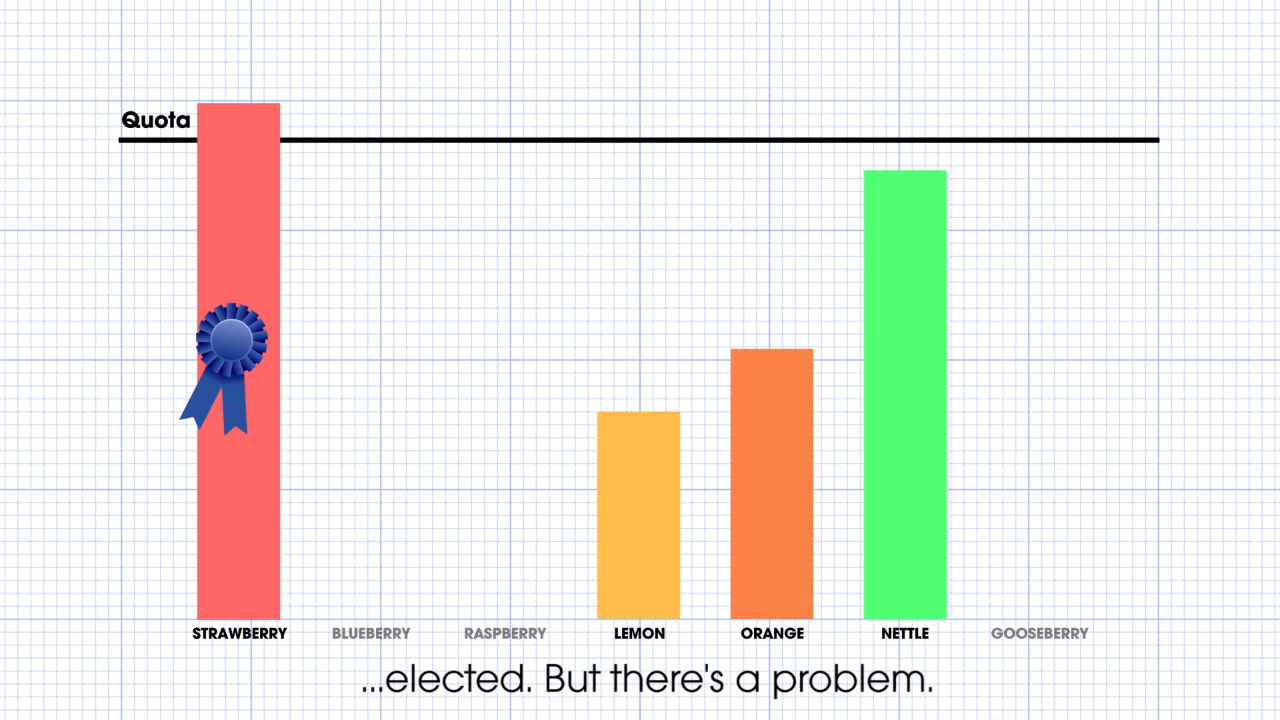 Quota
STRAWBERRY BLUEBERRY RASPBERRY LEMON ORANGE NETTLE GOOSEBERRY
...elected. But there's a problem.